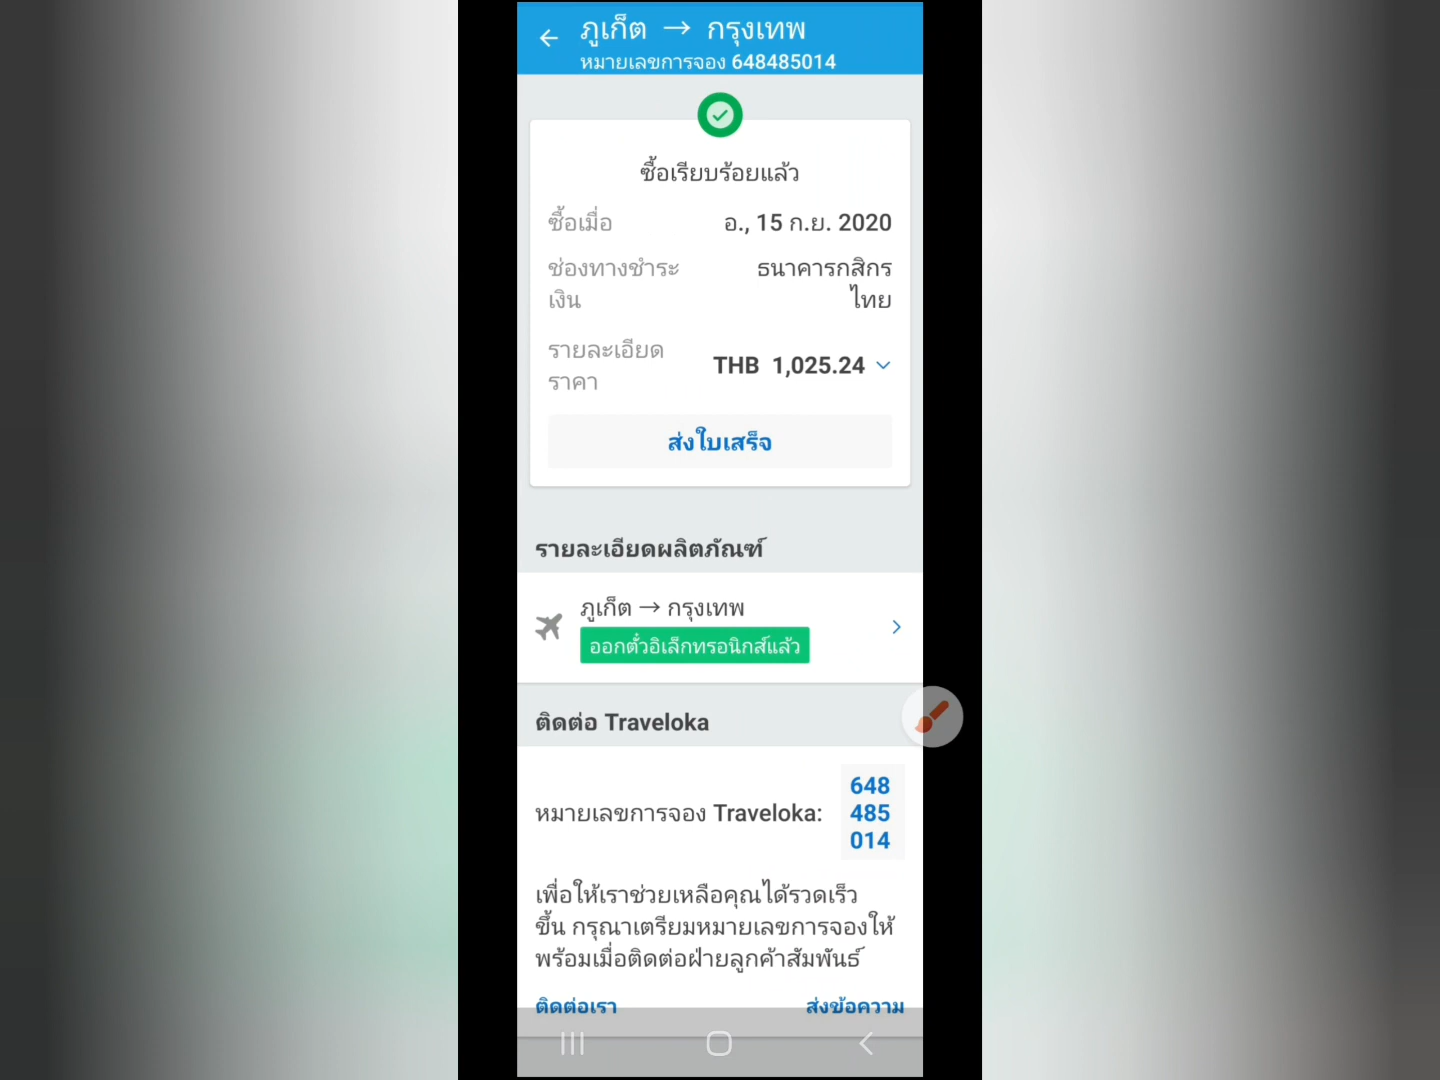 ภูเก็ต → กรุงเทพ
หมายเลขการจอง 648485014
ซื้อเรียบร้อยแล้ว
ซื้อเมื่อ อ., 15 ก.ย. 2020
ช่องทางชำระ ธนาคารกสิกร
เงิน ไทย
รายละเอียด THB 1,025.24
ราคา
ส่งใบเสร็จ
รายละเอียดผลิตภัณฑ์
ภูเก็ต → กรุงเทพ
ออกตั๋วอิเล็กทรอนิกส์แล้ว
ติดต่อ Traveloka
หมายเลขการจอง Traveloka:
648
485
014
เพื่อให้เราช่วยเหลือคุณได้รวดเร็ว
ขึ้น กรุณาเตรียมหมายเลขการจองให้
พร้อมเมื่อติดต่อฝ่ายลูกค้าสัมพันธ์
ติดต่อเรา ส่งข้อความ